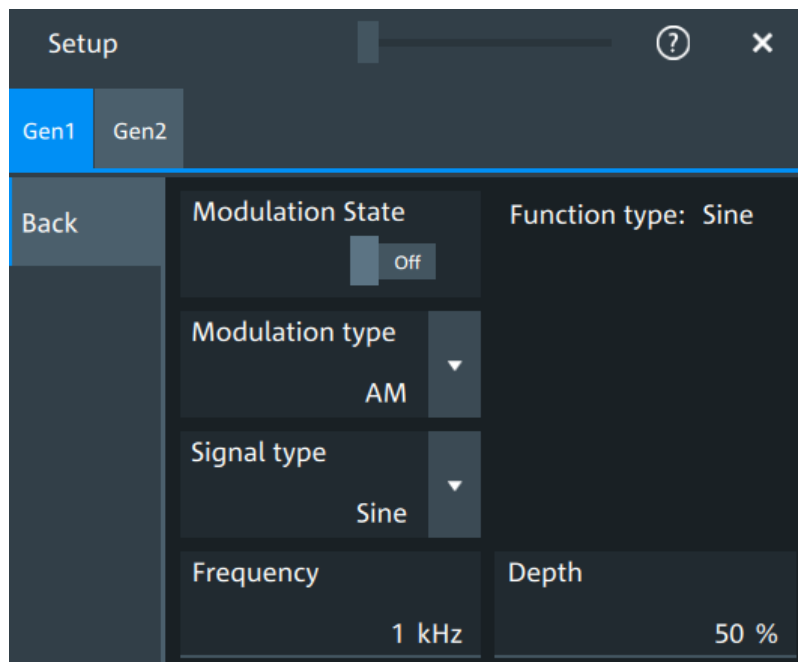 Setup
?
×
Gen1 Gen2
Back
Modulation State
Off
Function type: Sine
Modulation type
AM
Signal type
Sine
Frequency
1 kHz
Depth
50 %